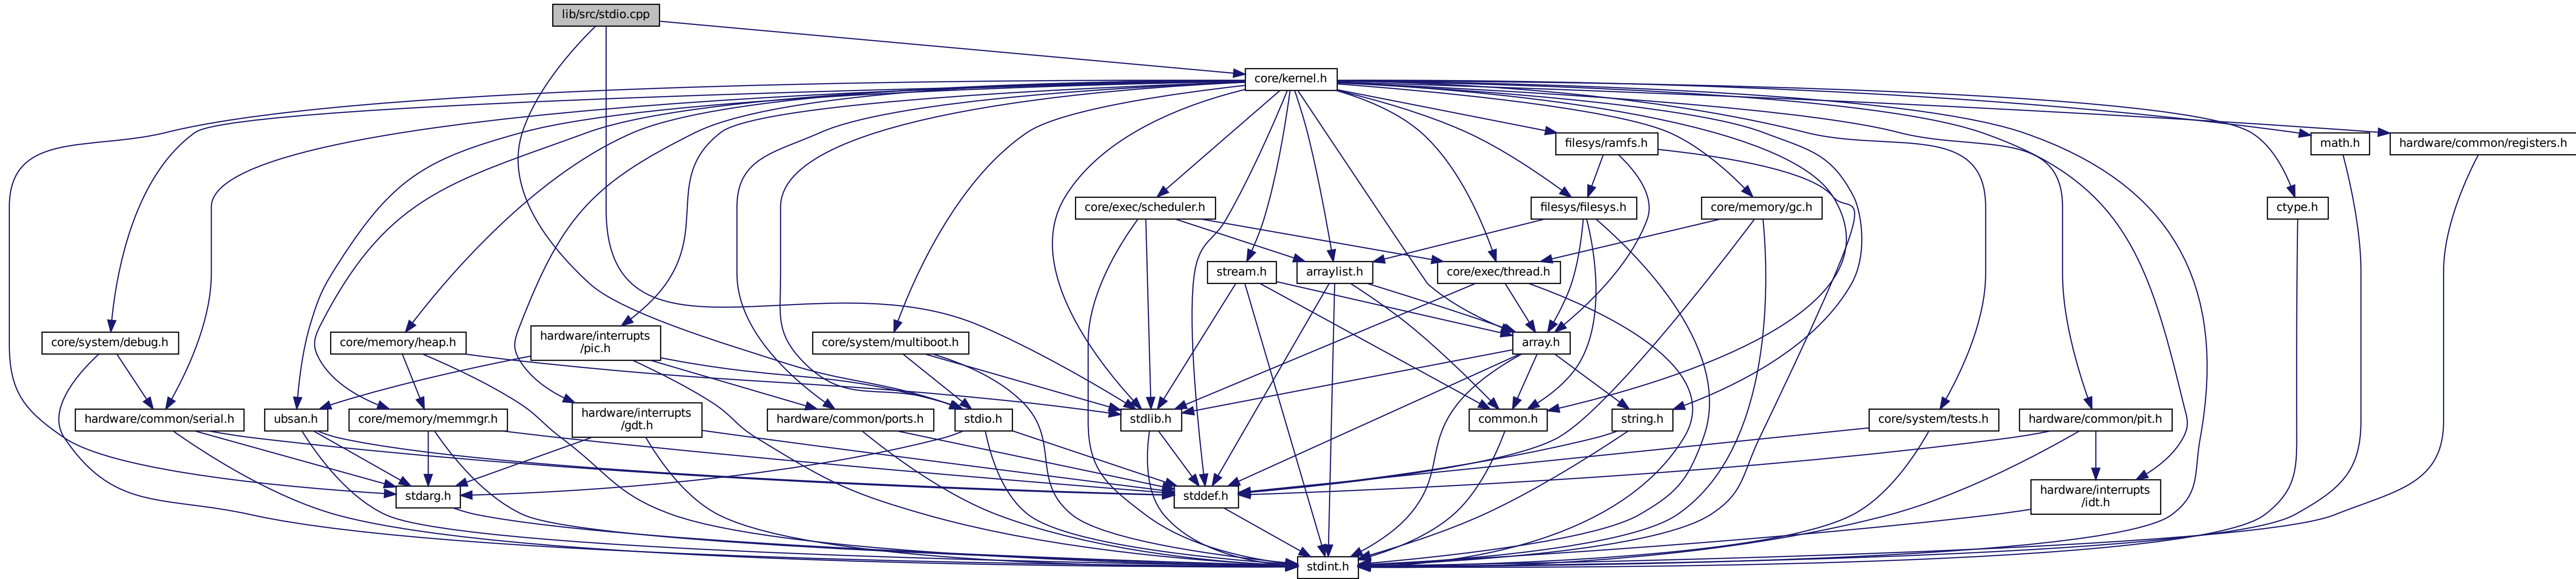 lib/src/stdio.cpp
core/kernel.h
filesys/ramfs.h
math.h
hardware/common/registers.h
core/exec/scheduler.h
filesys/filesys.h
core/memory/gc.h
ctype.h
stream.h
arraylist.h
core/exec/thread.h
core/system/debug.h
core/memory/heap.h
hardware/interrupts
/pic.h
core/system/multiboot.h
array.h
hardware/common/serial.h
ubsan.h
core/memory/memmgr.h
hardware/interrupts
/gdt.h
hardware/common/ports.h
stdio.h
stdlib.h
common.h
string.h
core/system/tests.h
hardware/common/pit.h
stdarg.h
stddef.h
hardware/interrupts
/idt.h
stdint.h